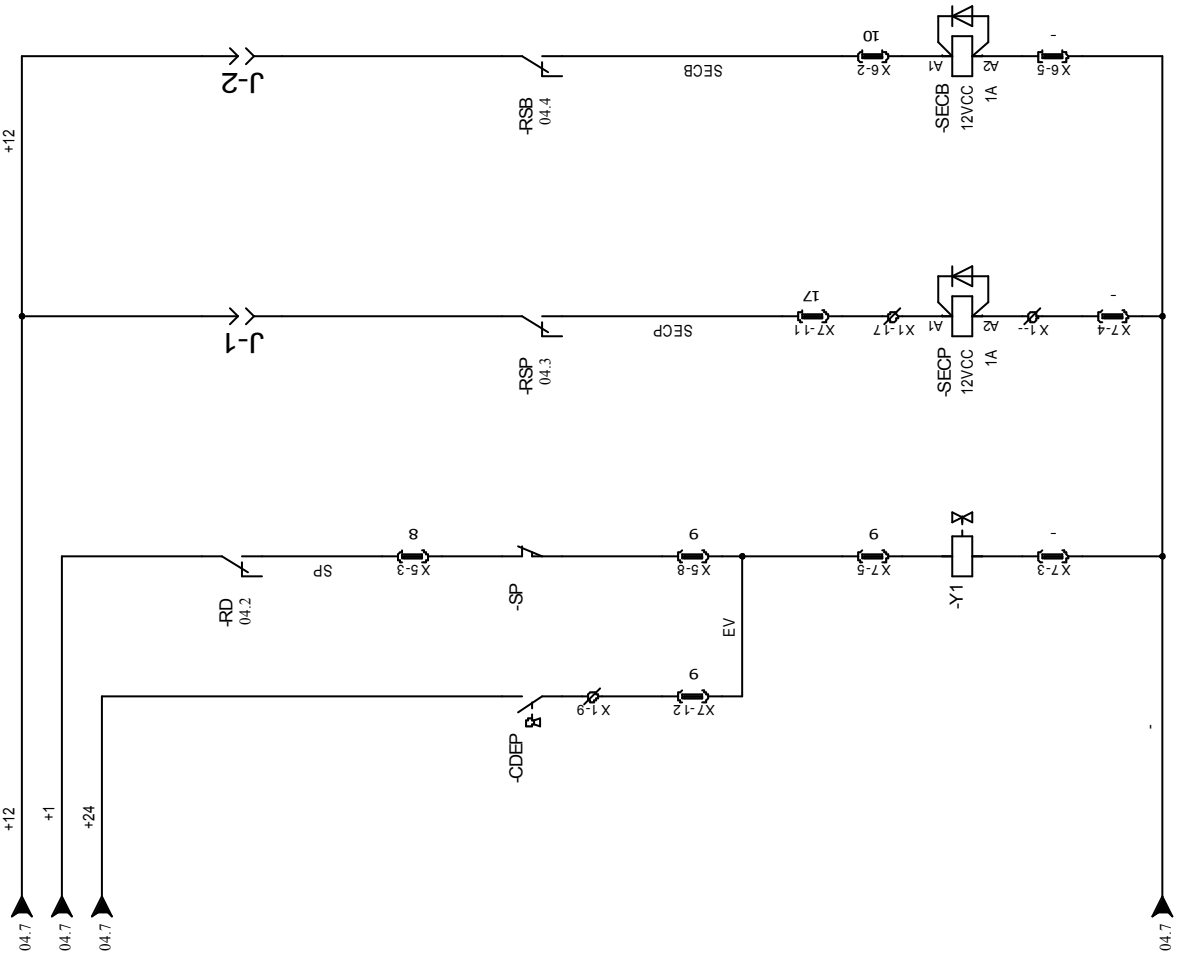 +12
J-2
-RSB
04.4
SECB
10
X6-2
A1
-SECB
12VCC
A2
1A
-
X6-5
J-1
-RSP
04.3
SECP
17
X7-11
X1-17
A1
-SECP
12VCC
A2
1A
X1--
-
X7-4
-RD
04.2
SP
8
X5-3
-SP
9
X5-8
9
X7-5
-Y1
-
X7-3
EV
-CDEP
X1-9
9
X7-12
+12
+1
+24
-
04.7
04.7
04.7
04.7